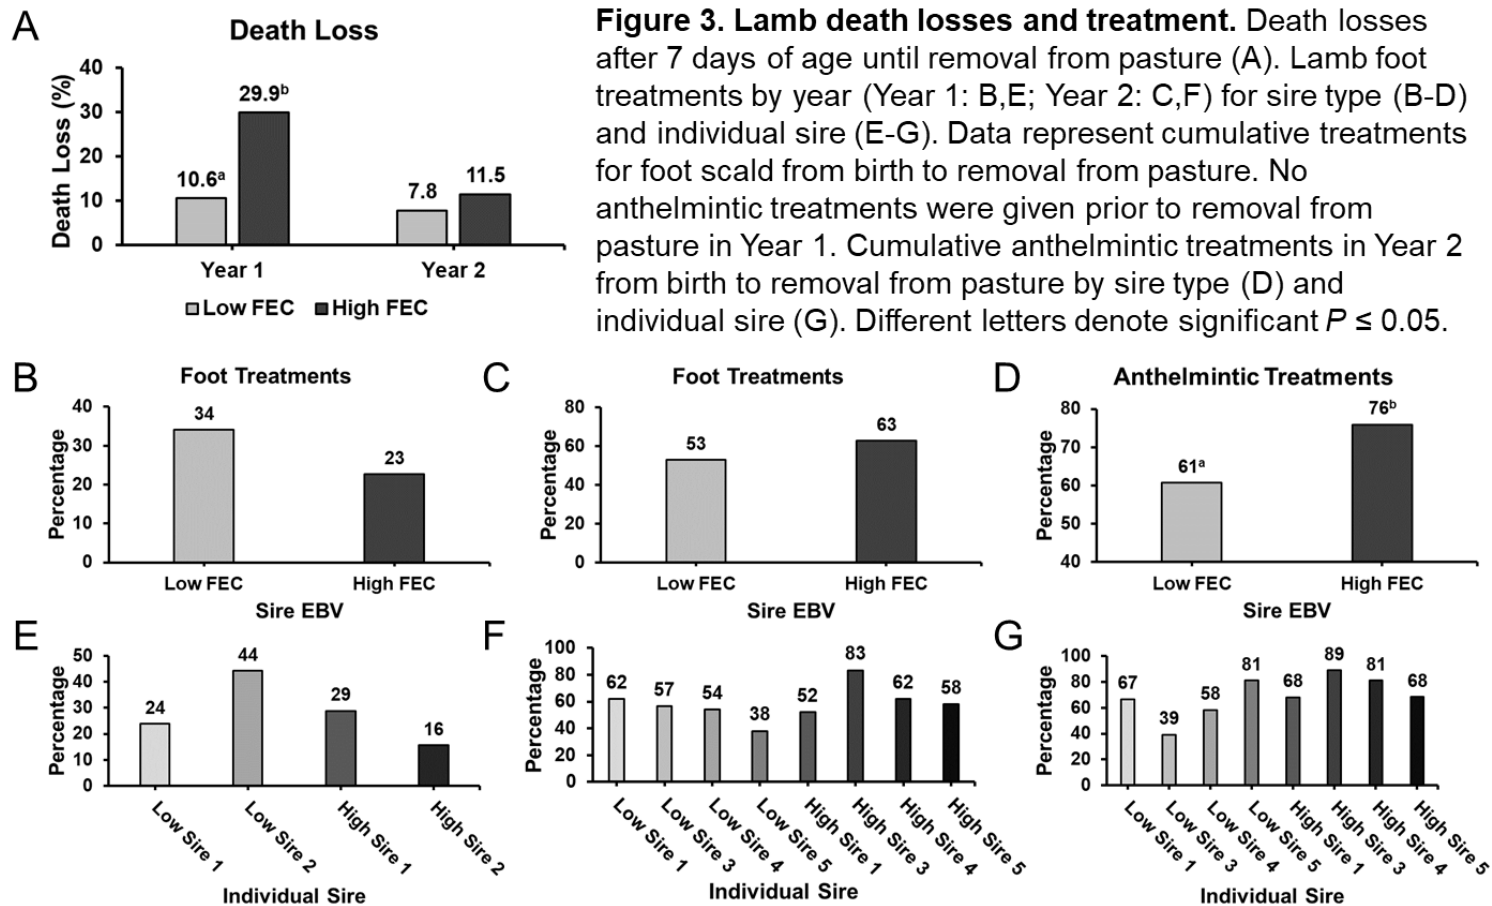 A
Death Loss
Death Loss (%)
40
30
20
10
0
10.6ᵃ
29.9ᵇ
7.8
11.5
Year 1
Year 2
Low FEC
High FEC
Figure 3. Lamb death losses and treatment. Death losses
after 7 days of age until removal from pasture (A). Lamb foot
treatments by year (Year 1: B,E; Year 2: C,F) for sire type (B-D)
and individual sire (E-G). Data represent cumulative treatments
for foot scald from birth to removal from pasture. No
anthelmintic treatments were given prior to removal from
pasture in Year 1. Cumulative anthelmintic treatments in Year 2
from birth to removal from pasture by sire type (D) and
individual sire (G). Different letters denote significant P ≤ 0.05.
B
Foot Treatments
Percentage
40
30
20
10
0
34
23
Low FEC
High FEC
Sire EBV
C
Foot Treatments
Percentage
80
60
40
20
0
53
63
Low FEC
High FEC
Sire EBV
D
Anthelmintic Treatments
Percentage
80
70
60
50
40
61ᵃ
76ᵇ
Low FEC
High FEC
Sire EBV
E
Percentage
50
40
30
20
10
0
24
44
29
16
Low Sire 1
Low Sire 2
High Sire 1
High Sire 2
Individual Sire
F
Percentage
100
80
60
40
20
0
62
57
54
38
52
83
62
58
Low Sire 1
Low Sire 3
Low Sire 4
Low Sire 5
High Sire 1
High Sire 3
High Sire 4
High Sire 5
Individual Sire
G
Percentage
100
80
60
40
20
0
67
39
58
81
68
89
81
68
Low Sire 1
Low Sire 3
Low Sire 4
Low Sire 5
High Sire 1
High Sire 3
High Sire 4
High Sire 5
Individual Sire